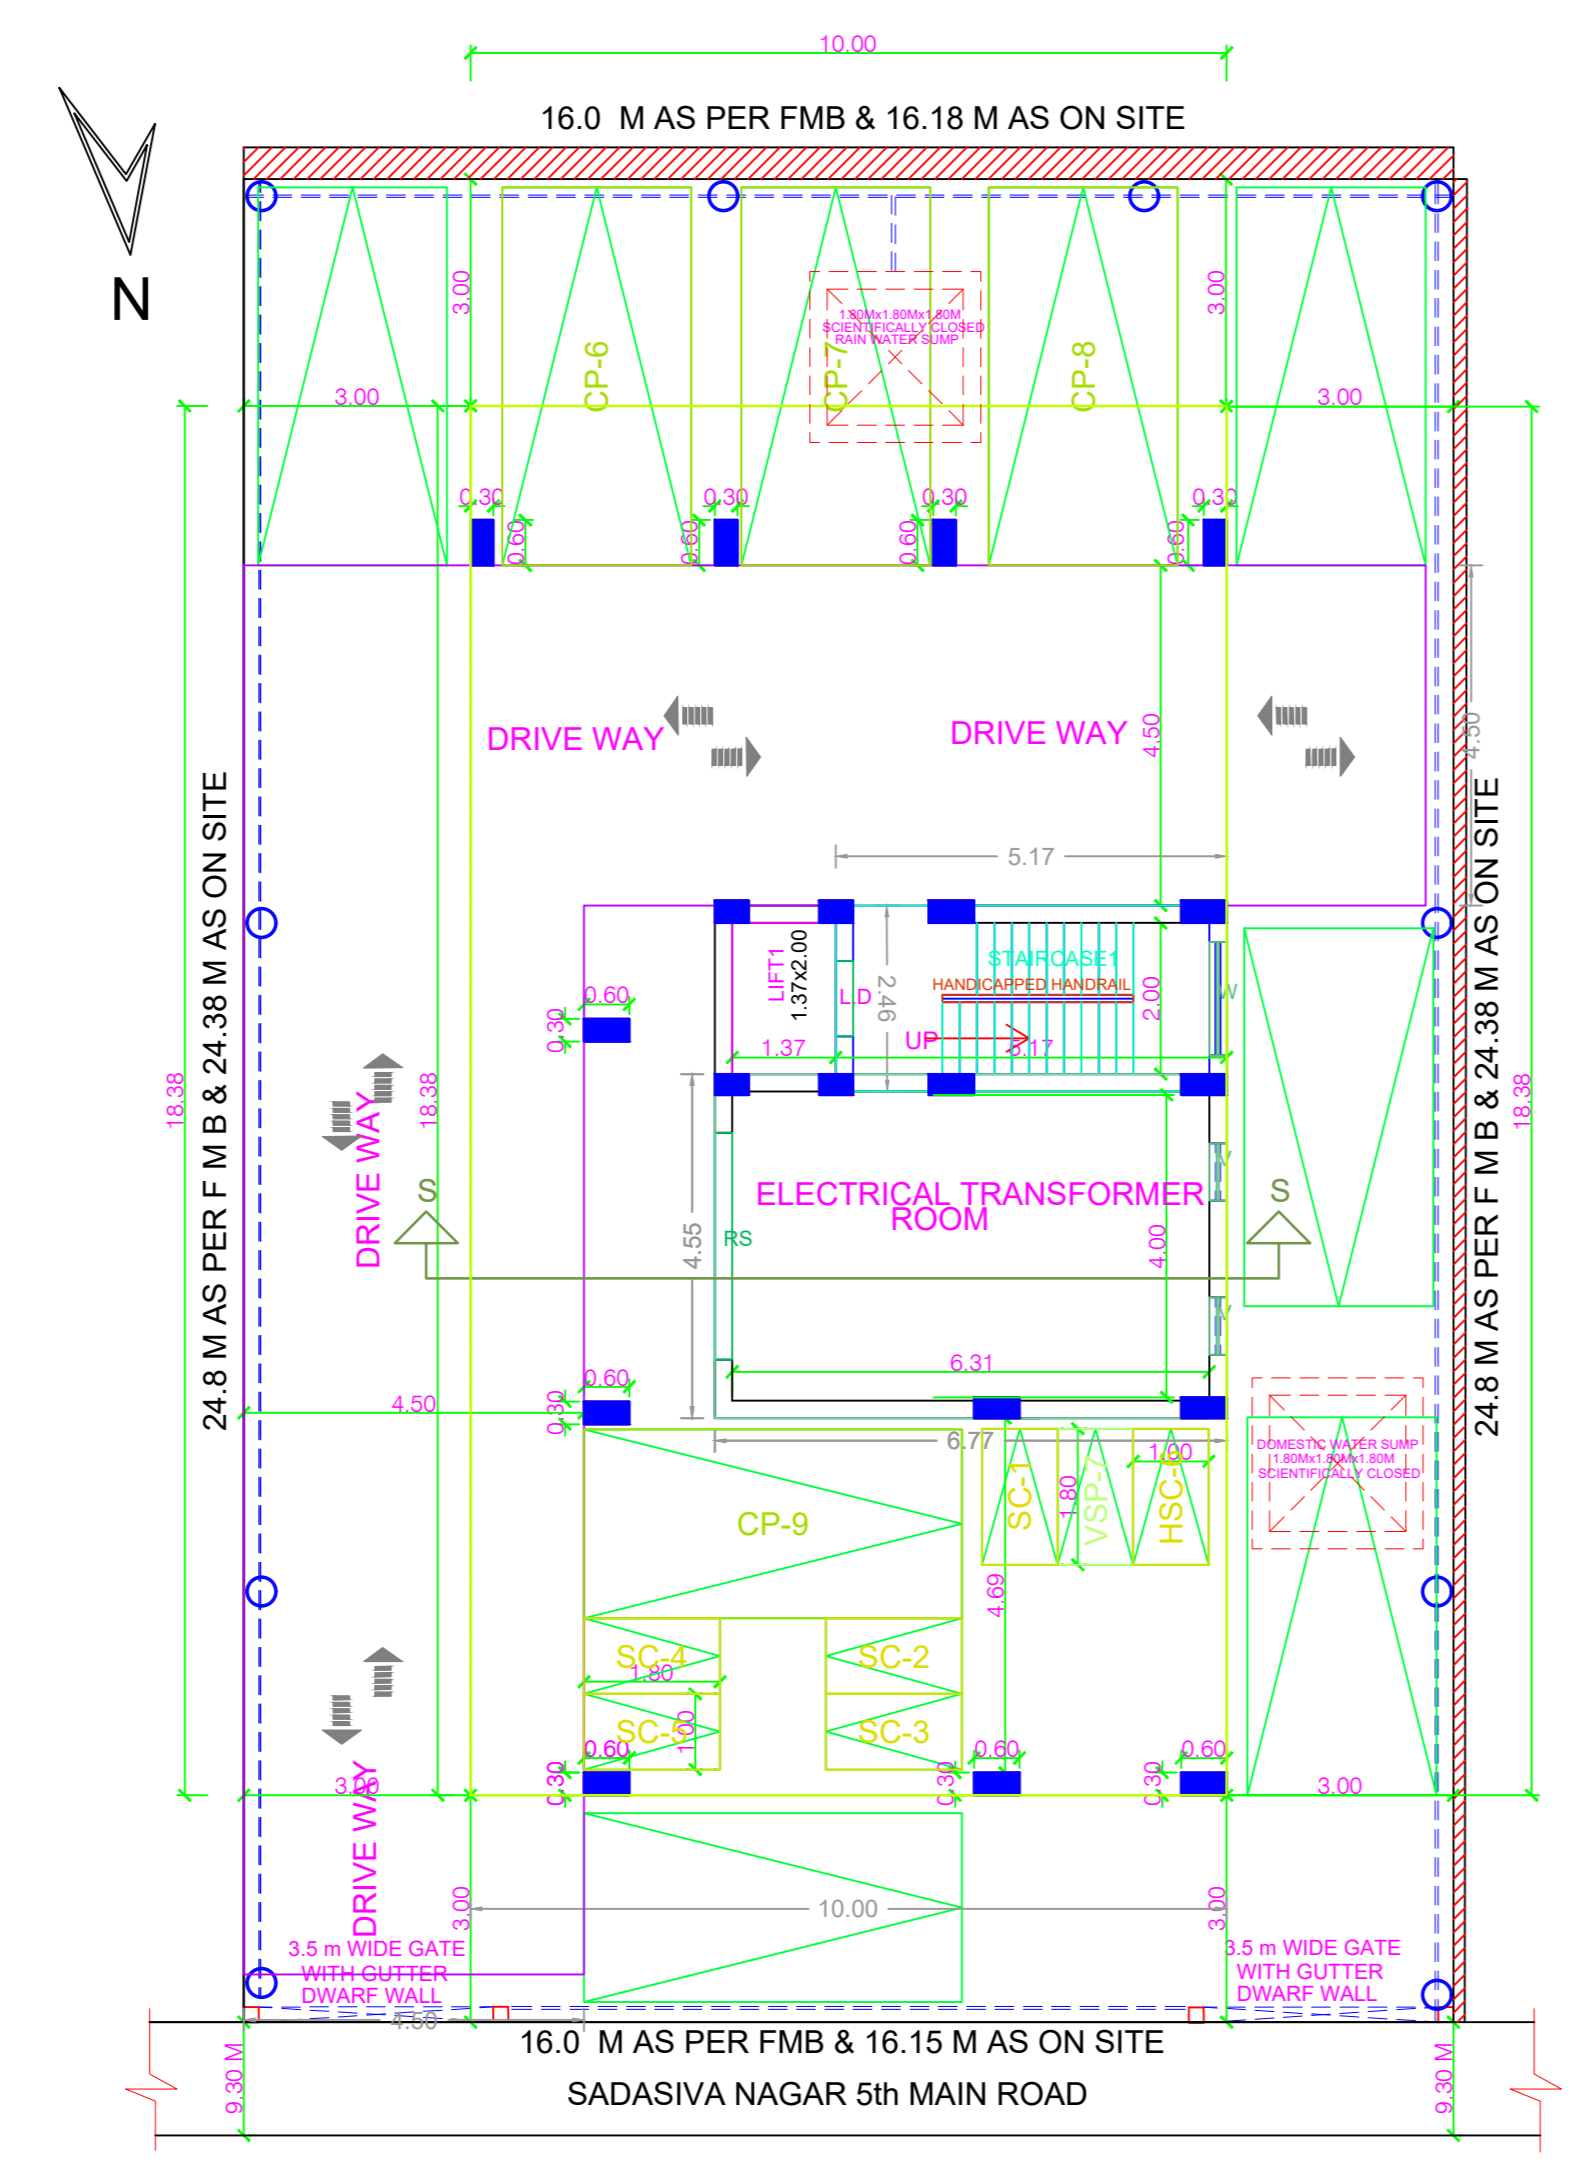 10.00
16.0 M AS PER FMB & 16.18 M AS ON SITE
N
3.00
3.00
1.80Mx1.80Mx1.80M
SCIENTIFICALLY CLOSED
RAIN WATER SUMP
CP-6
CP-7
CP-8
3.00
3.00
0.30
0.30
0.30
0.30
0.60
0.60
0.60
0.60
DRIVE WAY
DRIVE WAY
4.50
4.50
24.8 M AS PER F M B & 24.38 M AS ON SITE
24.8 M AS PER F M B & 24.38 M AS ON SITE
5.17
LIFT1
1.37x2.00
L.D
2.46
STAIRCASE1
HANDICAPPED HANDRAIL
UP
2.00
W
1.37
5.17
0.60
0.30
18.38
18.38
18.38
DRIVE WAY
S
S
ELECTRICAL TRANSFORMER
ROOM
V
RS
4.55
4.00
V
6.31
0.60
0.30
4.50
6.77
DOMESTIC WATER SUMP
1.80Mx1.80Mx1.80M
SCIENTIFICALLY CLOSED
CP-9
SC-1
1.80
VSP-7
HSC-6
1.00
4.69
SC-4
1.80
SC-2
SC-5
1.00
SC-3
0.60
0.60
0.60
0.30
0.30
0.30
3.00
3.00
DRIVE WAY
3.00
10.00
3.00
3.5 m WIDE GATE
WITH GUTTER
DWARF WALL
3.5 m WIDE GATE
WITH GUTTER
DWARF WALL
4.50
16.0 M AS PER FMB & 16.15 M AS ON SITE
9.30 M
SADASIVA NAGAR 5th MAIN ROAD
9.30 M